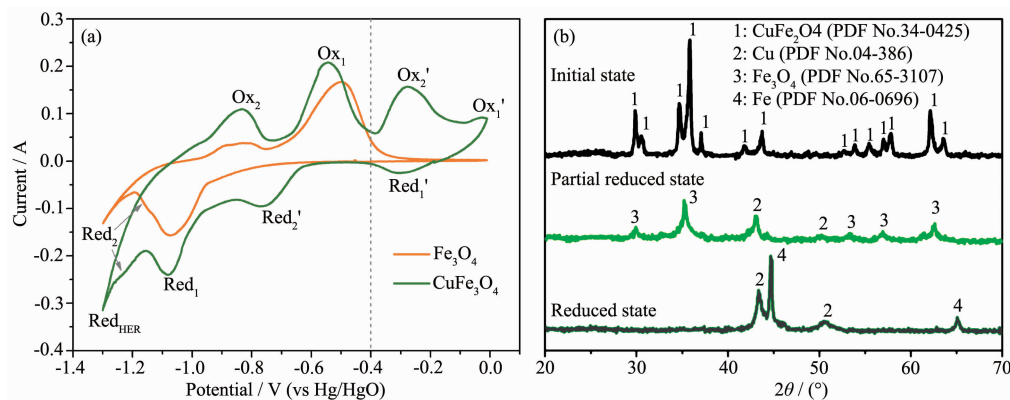 (a)
0.3
0.2
0.1
0.0
-0.1
-0.2
-0.3
-0.4
Current / A
Ox₁
Ox₂
Ox₂'
Ox₁'
Red₁'
Red₂'
Red₂
Red₁
Red_HER
Fe₃O₄
CuFe₃O₄
-1.4 -1.2 -1.0 -0.8 -0.6 -0.4 -0.2 0.0
Potential / V (vs Hg/HgO)
(b)
1: CuFe₂O4 (PDF No.34-0425)
2: Cu (PDF No.04-386)
3: Fe₃O₄ (PDF No.65-3107)
4: Fe (PDF No.06-0696)
Initial state
1 1 1 1 1 1 1 1 1 1 1 1 1 1
Partial reduced state
3 3 2 2 3 3 3
Reduced state
2 4 2 4
20 30 40 50 60 70
2θ / (°)